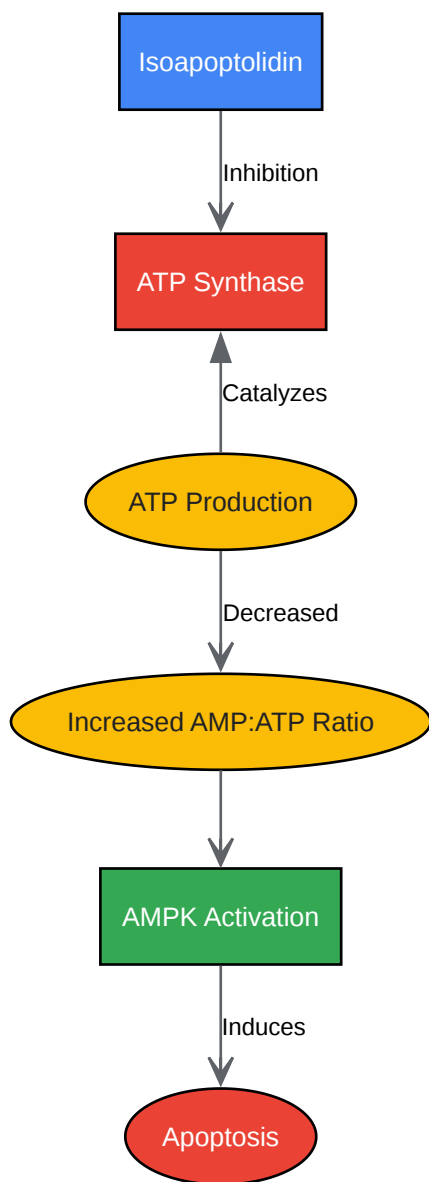 Isoapoptolidin
Inhibition
ATP Synthase
Catalyzes
ATP Production
Decreased
Increased AMP:ATP Ratio
AMPK Activation
Induces
Apoptosis